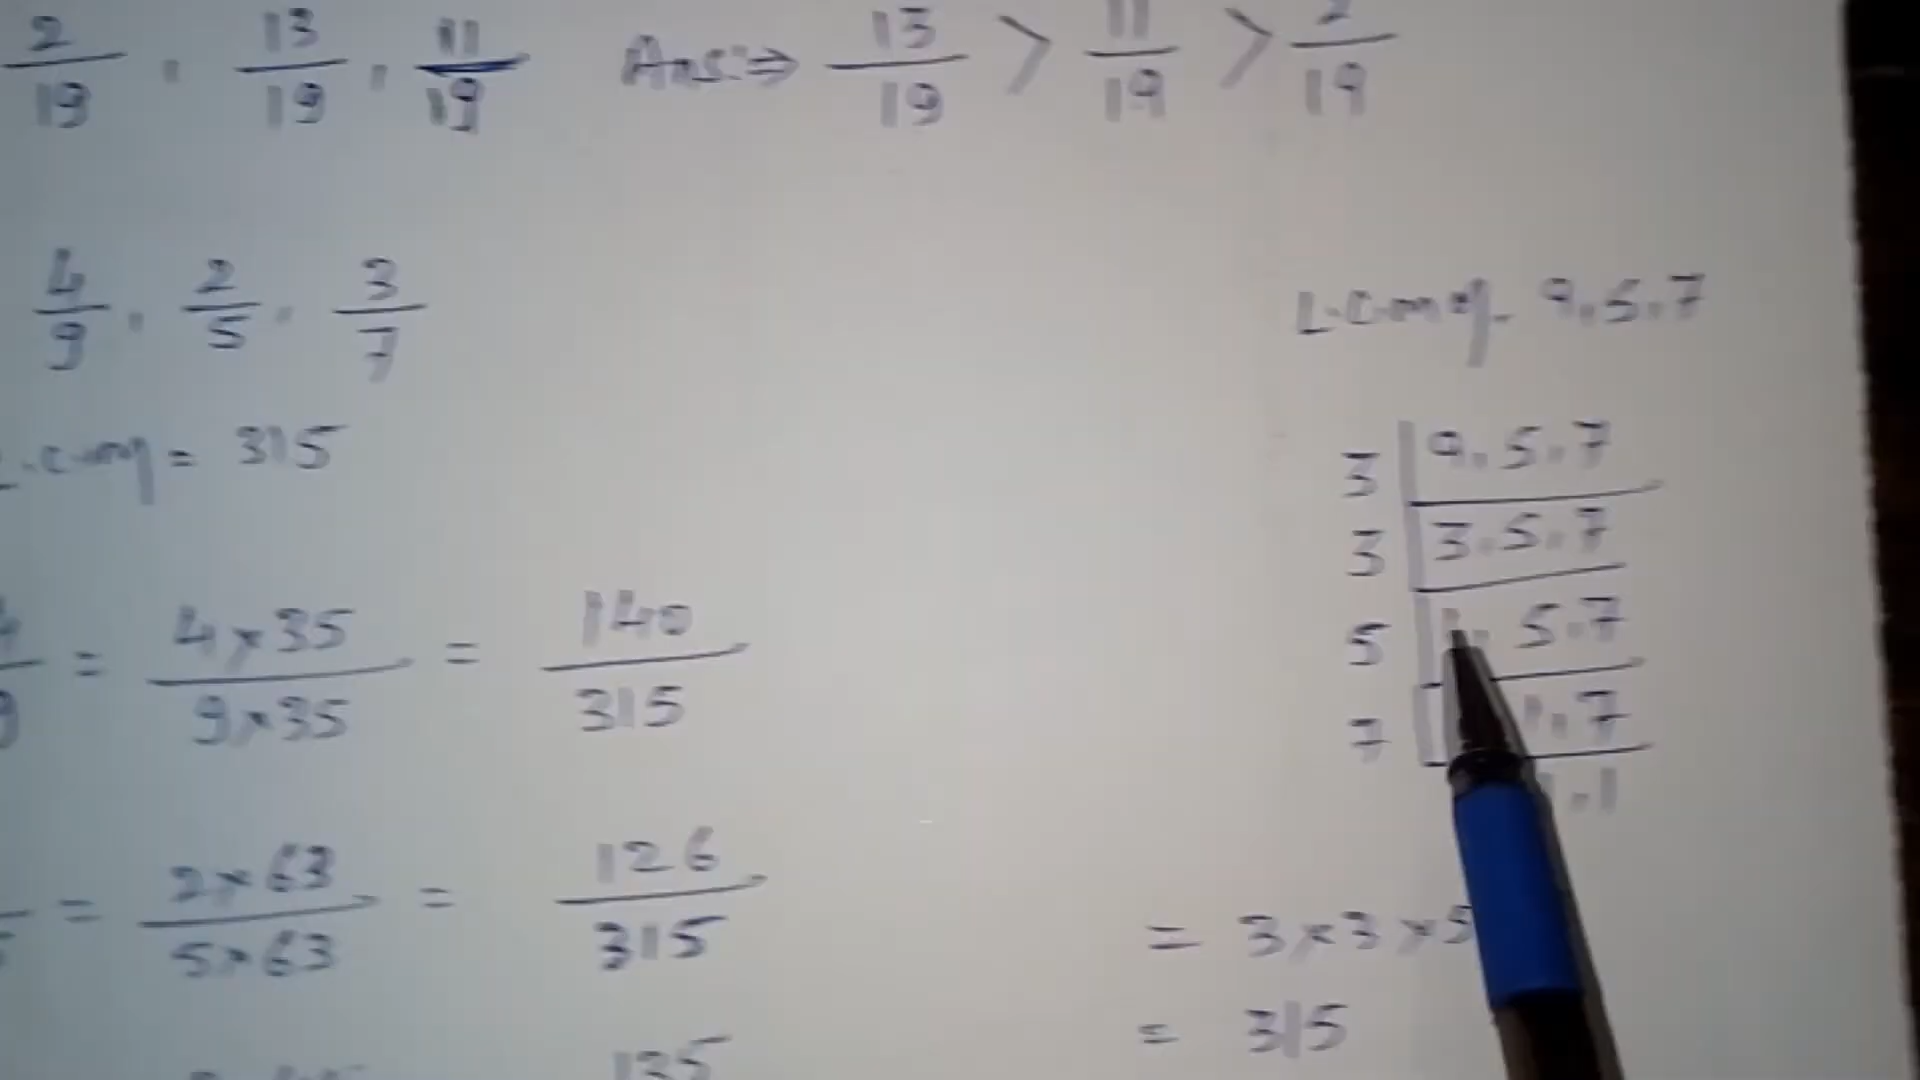 2/19 , 13/19 , 11/19 Ans:⇒ 13/19 > 11/19 > 2/19
4/9 , 2/5 , 3/7
L.C.M of 9,5,7
L.C.M = 315
3 | 9,5,7
3 | 3,5,7
5 | 1, 5,7
7 | 1,7
1,1
4/9 = 4×35/9×35 = 140/315
= 2×63/5×63 = 126/315
= 3×3×5
= 315
135